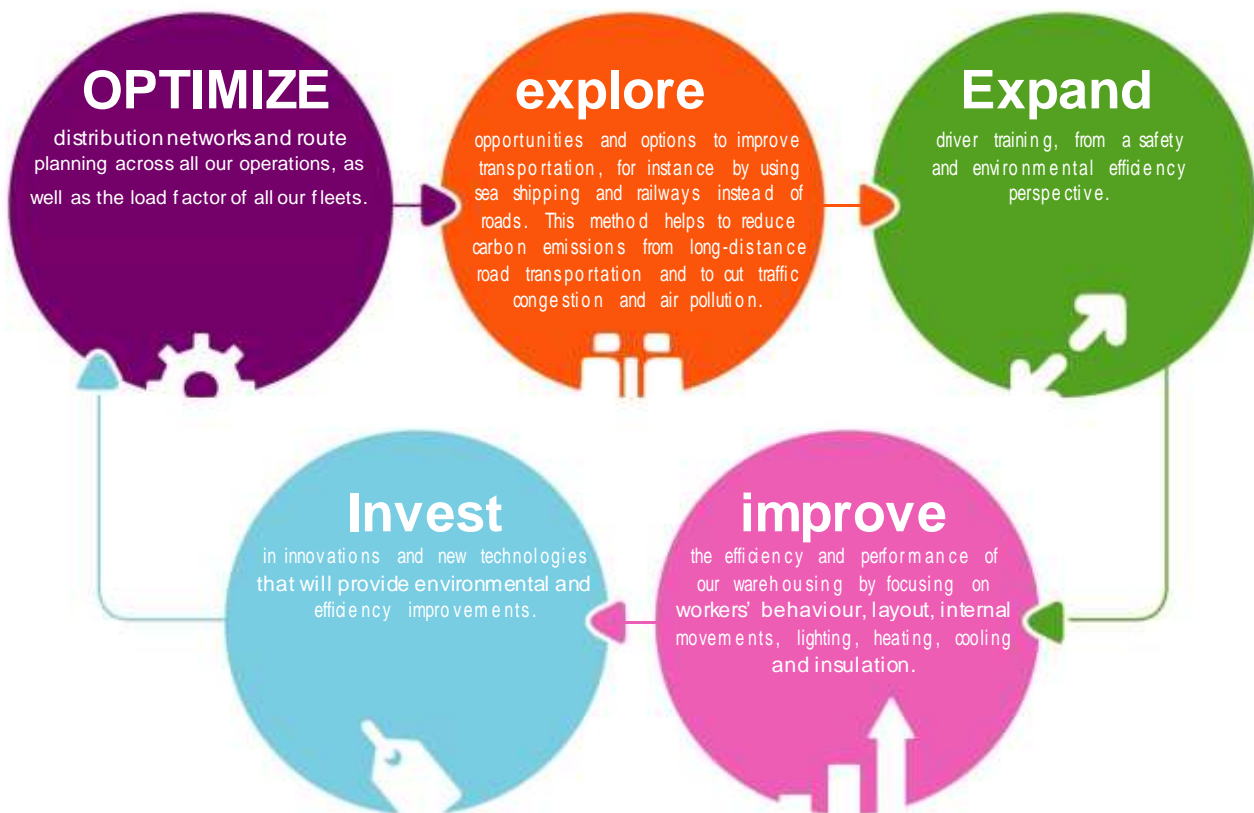 OPTIMIZE
distribution networks and route
planning across all our operations, as
well as the load factor of all our fleets.
explore
opportunities and options to improve
transportation, for instance by using
sea shipping and railways instead of
roads. This method helps to reduce
carbon emissions from long-distance
road transportation and to cut traffic
congestion and air pollution.
Expand
driver training, from a safety
and environmental efficiency
perspective.
improve
the efficiency and performance of
our warehousing by focusing on
workers’ behaviour, layout, internal
movements, lighting, heating, cooling
and insulation.
Invest
in innovations and new technologies
that will provide environmental and
efficiency improvements.